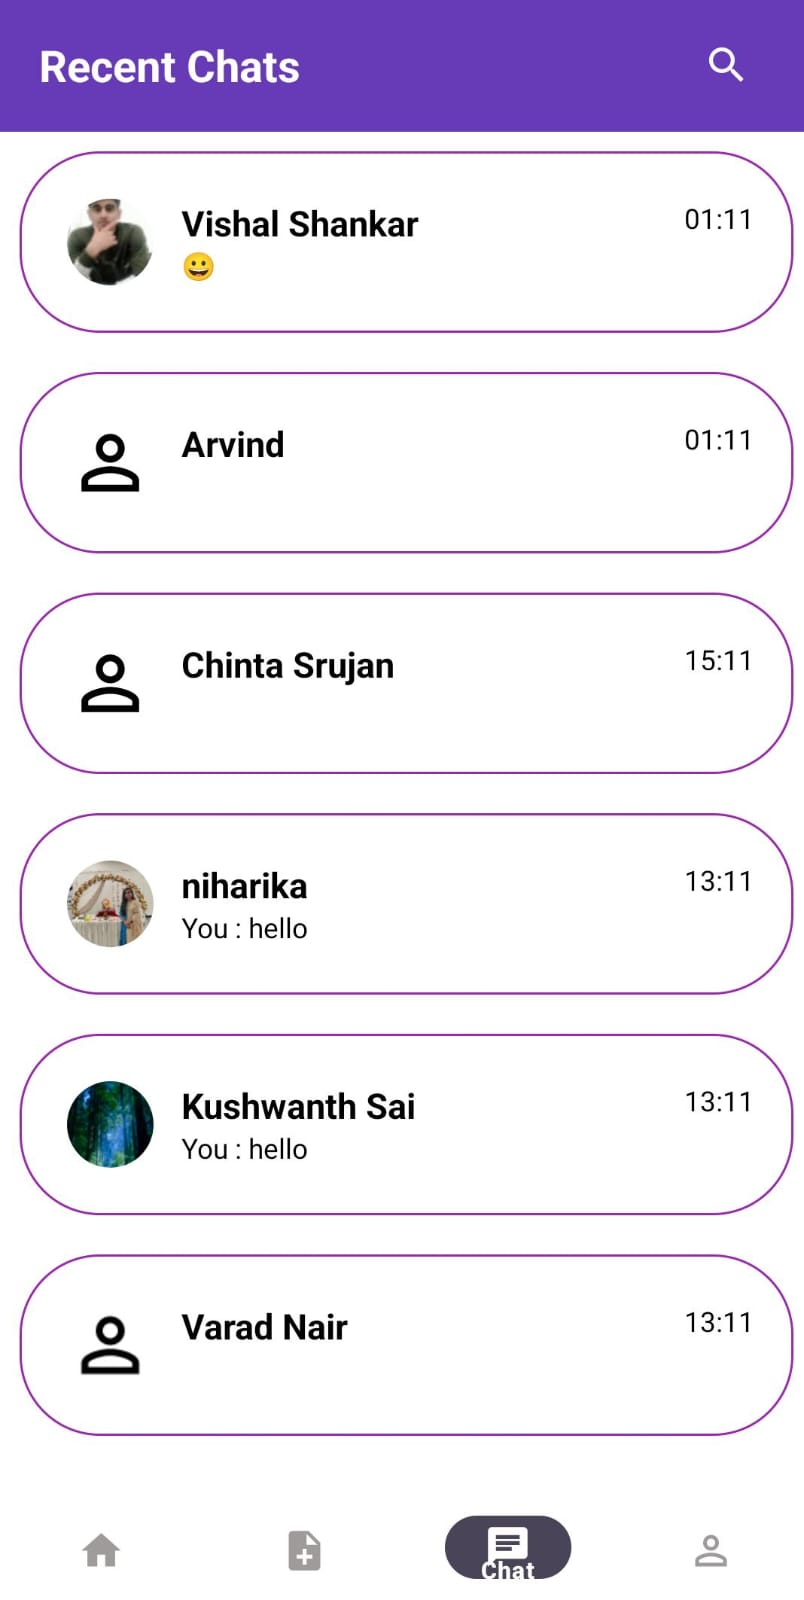 Recent Chats
Vishal Shankar
01:11
😀
Arvind
01:11
Chinta Srujan
15:11
niharika
13:11
You : hello
Kushwanth Sai
13:11
You : hello
Varad Nair
13:11
Chat